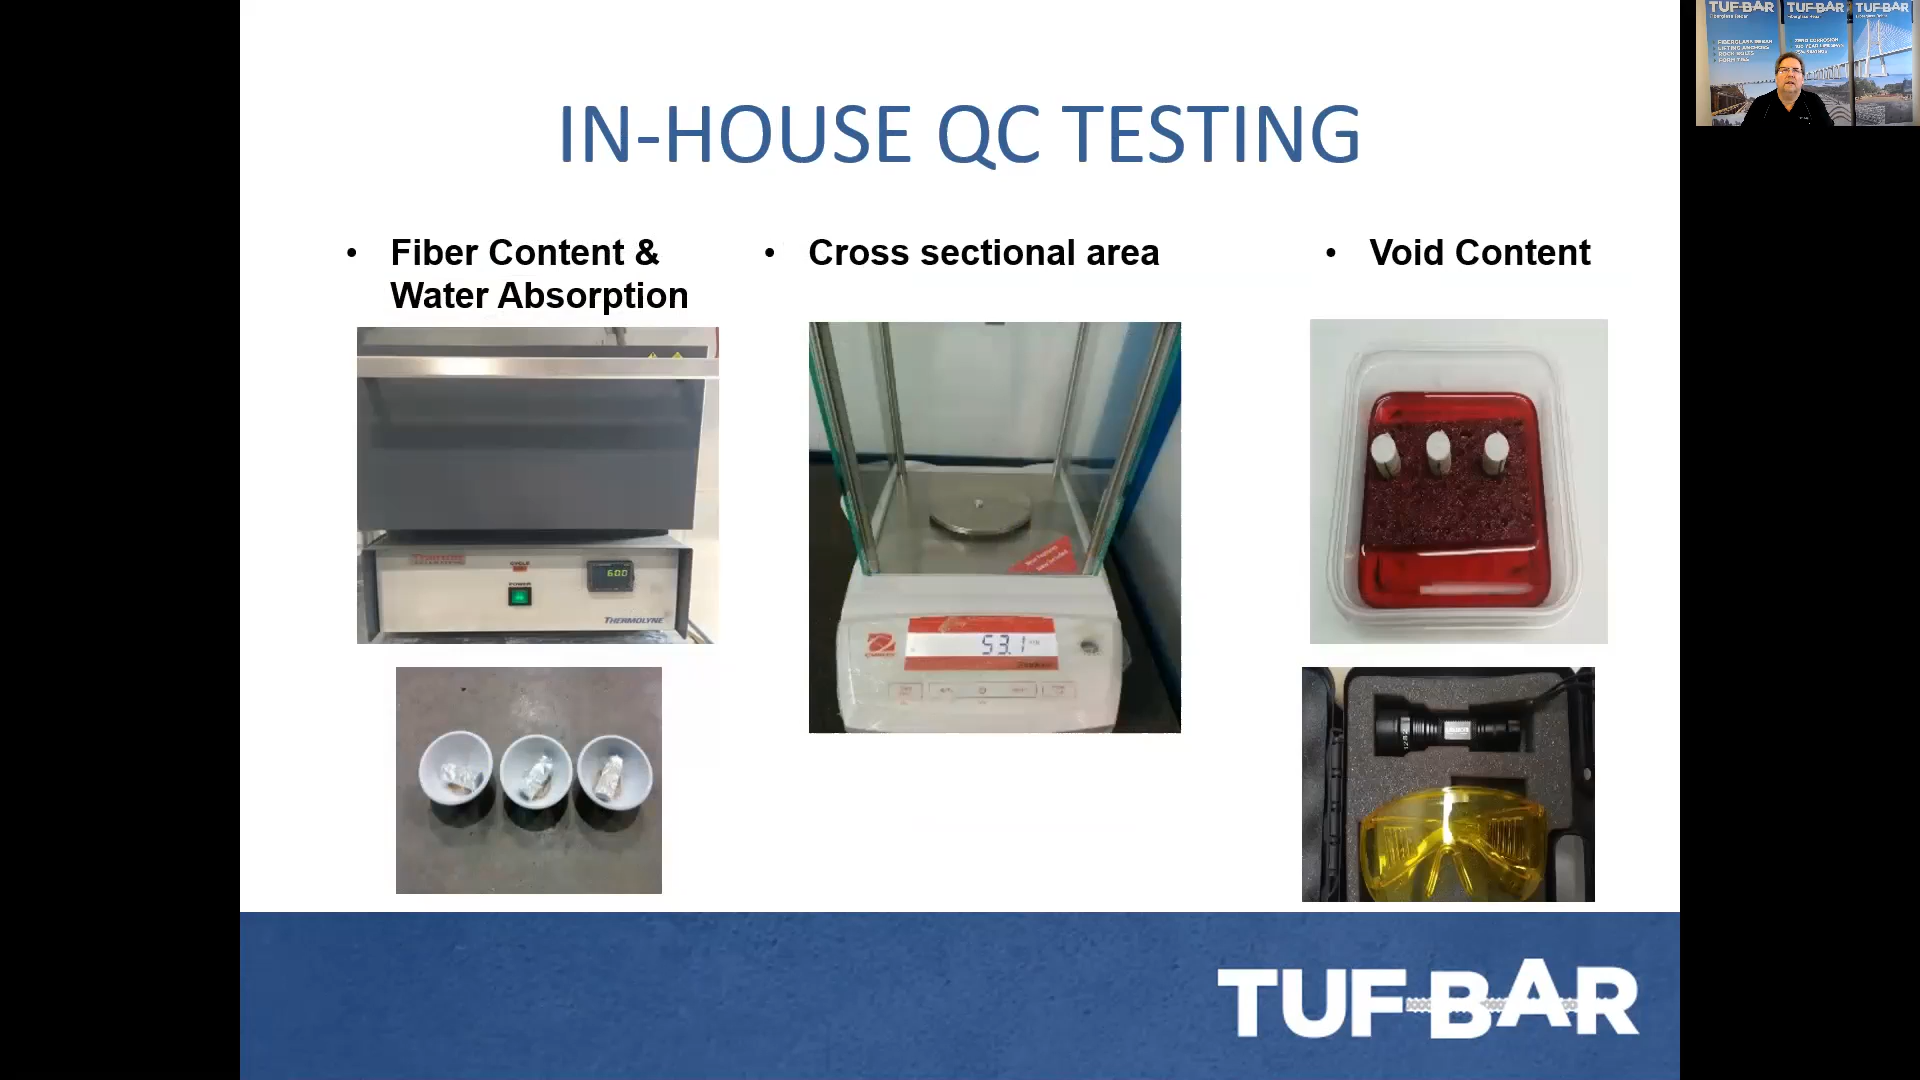 IN-HOUSE QC TESTING
• Fiber Content &
Water Absorption
• Cross sectional area
• Void Content
600
POWER
THERMOLYNE
53.1
TUF-BAR
TUF-BAR
TUF-BAR
TUF-BAR